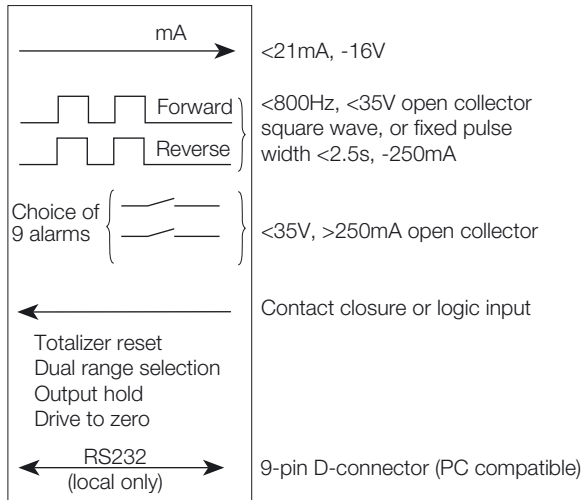 mA
<21mA, -16V
Forward
Reverse
<800Hz, <35V open collector
square wave, or fixed pulse
width <2.5s, -250mA
Choice of
9 alarms
<35V, >250mA open collector
Contact closure or logic input
Totalizer reset
Dual range selection
Output hold
Drive to zero
RS232
(local only)
9-pin D-connector (PC compatible)